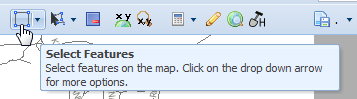 x y
Select Features
Select features on the map. Click on the drop down arrow
for more options.